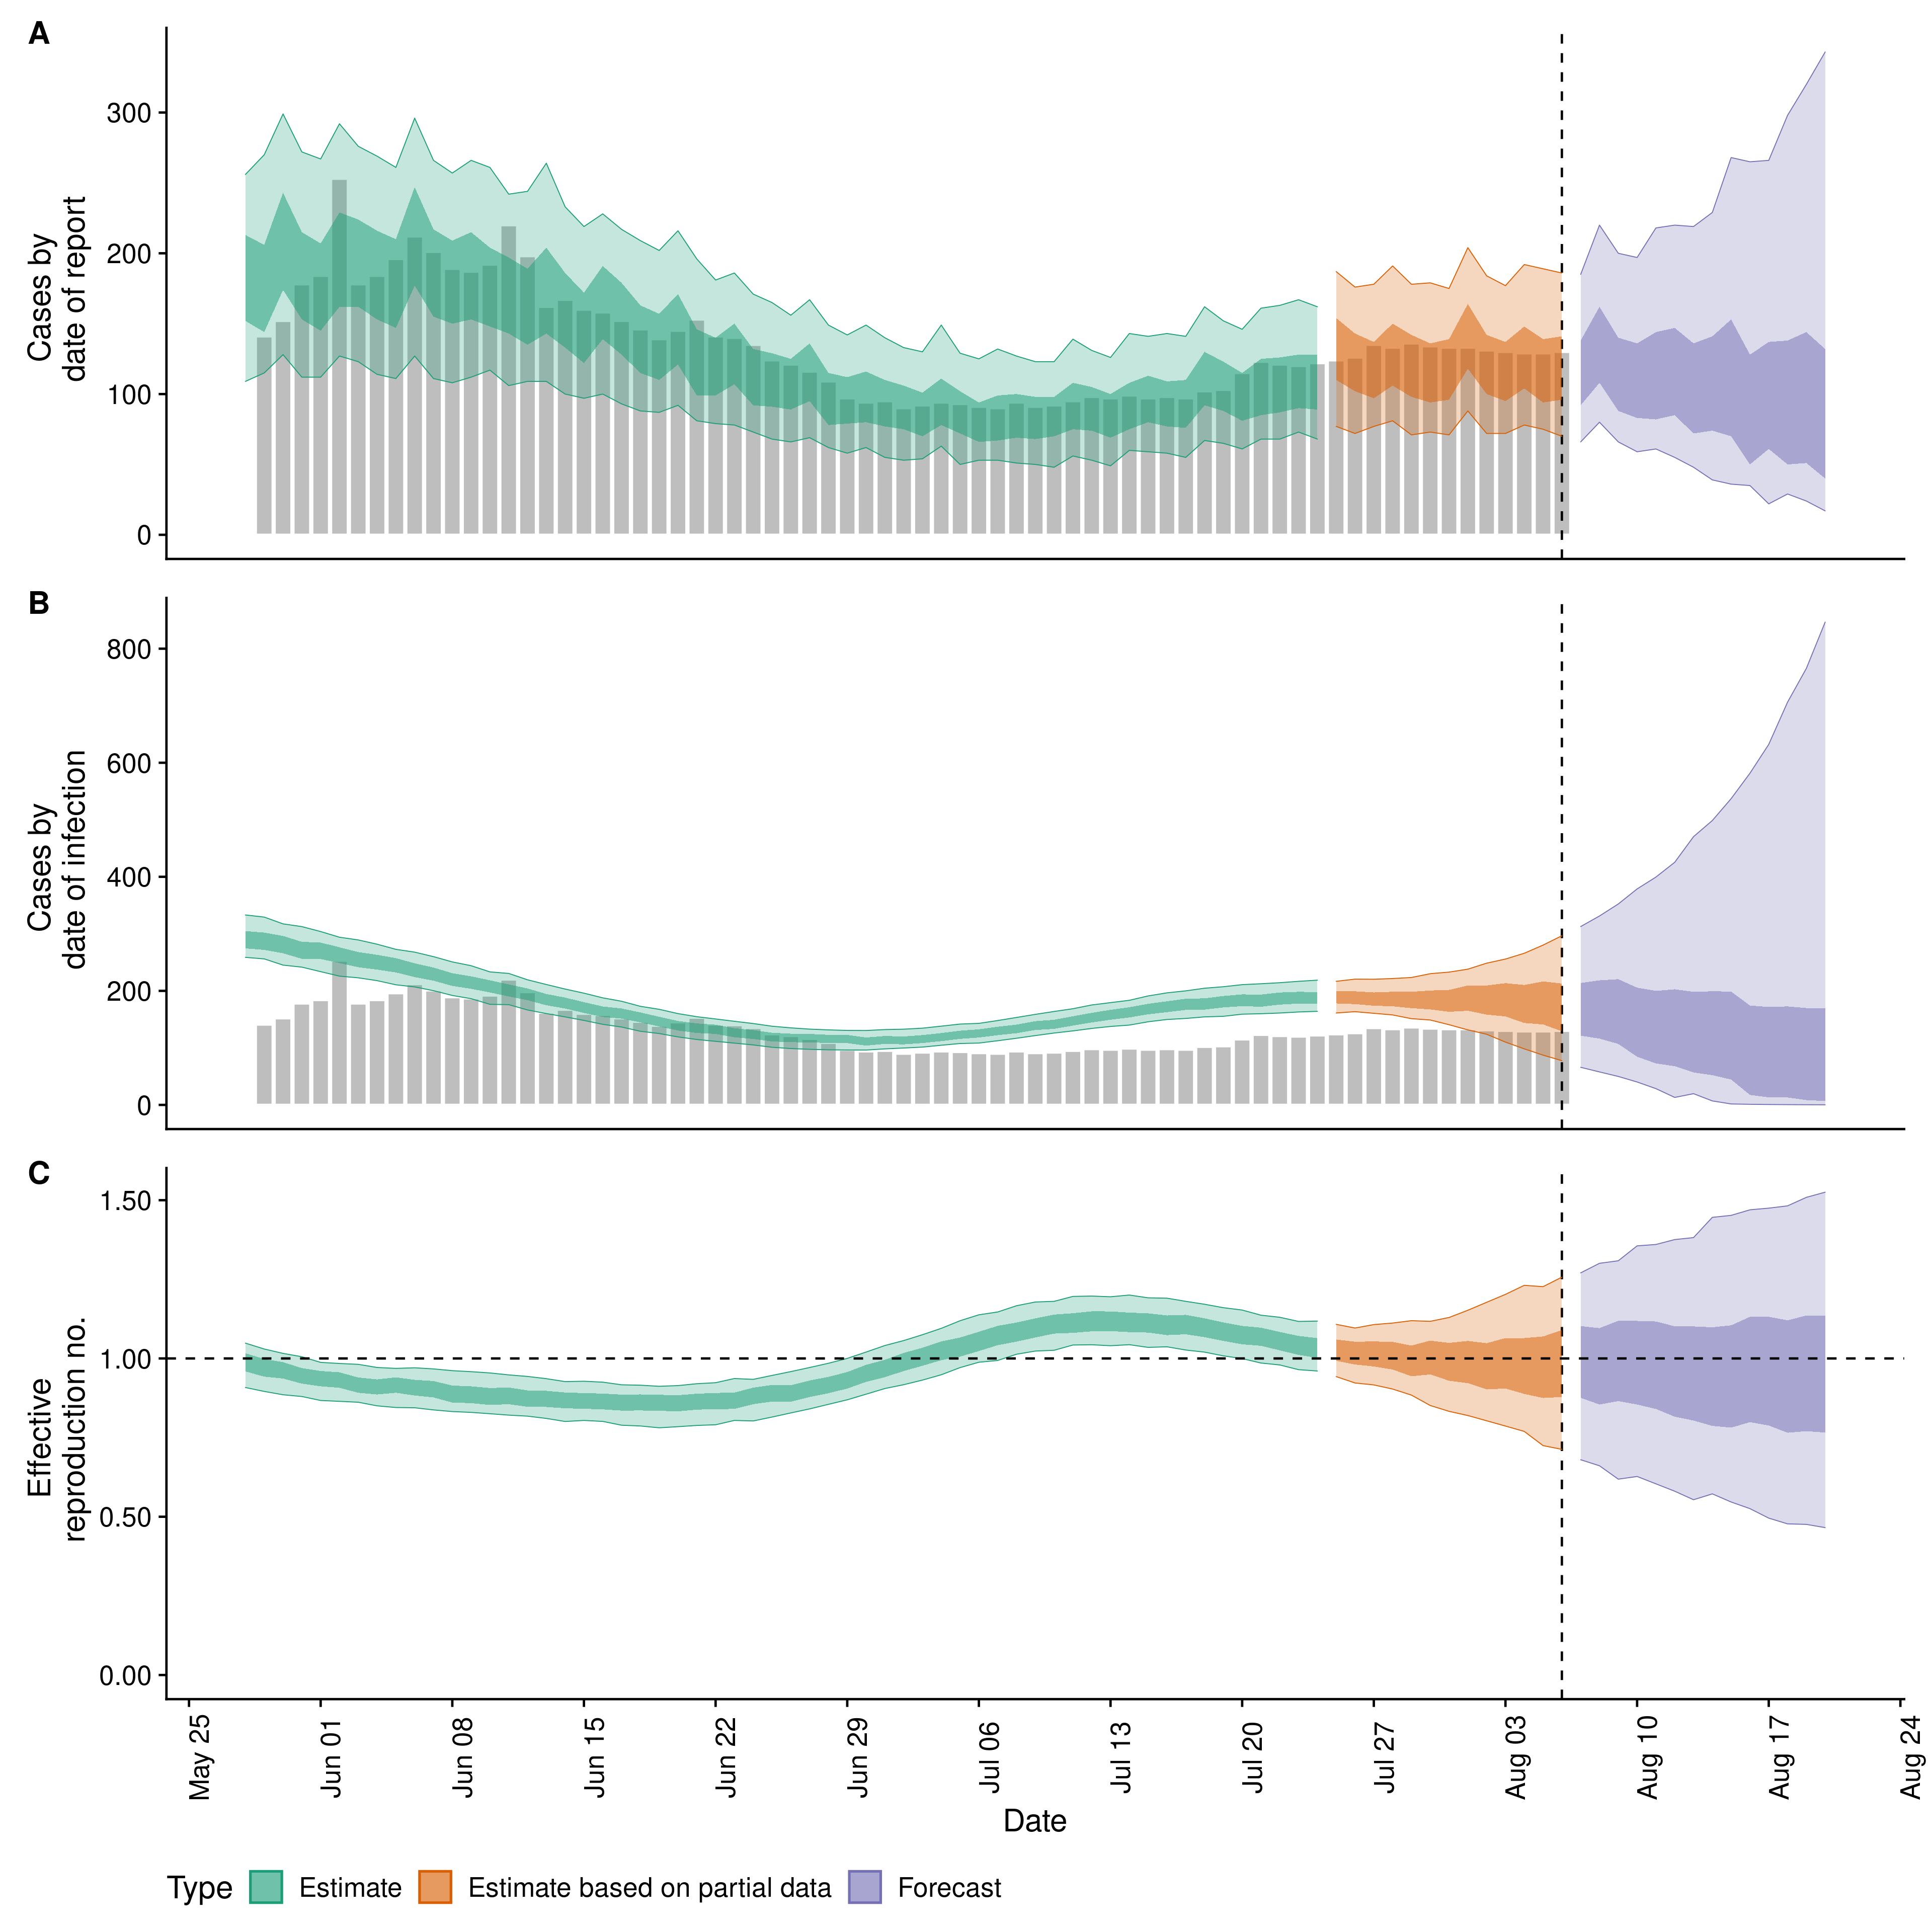 A
Cases by
date of report
300
200
100
0
B
Cases by
date of infection
800
600
400
200
0
C
Effective
reproduction no.
1.50
1.00
0.50
0.00
May 25
Jun 01
Jun 08
Jun 15
Jun 22
Jun 29
Jul 06
Jul 13
Jul 20
Jul 27
Aug 03
Aug 10
Aug 17
Aug 24
Date
Type Estimate Estimate based on partial data Forecast